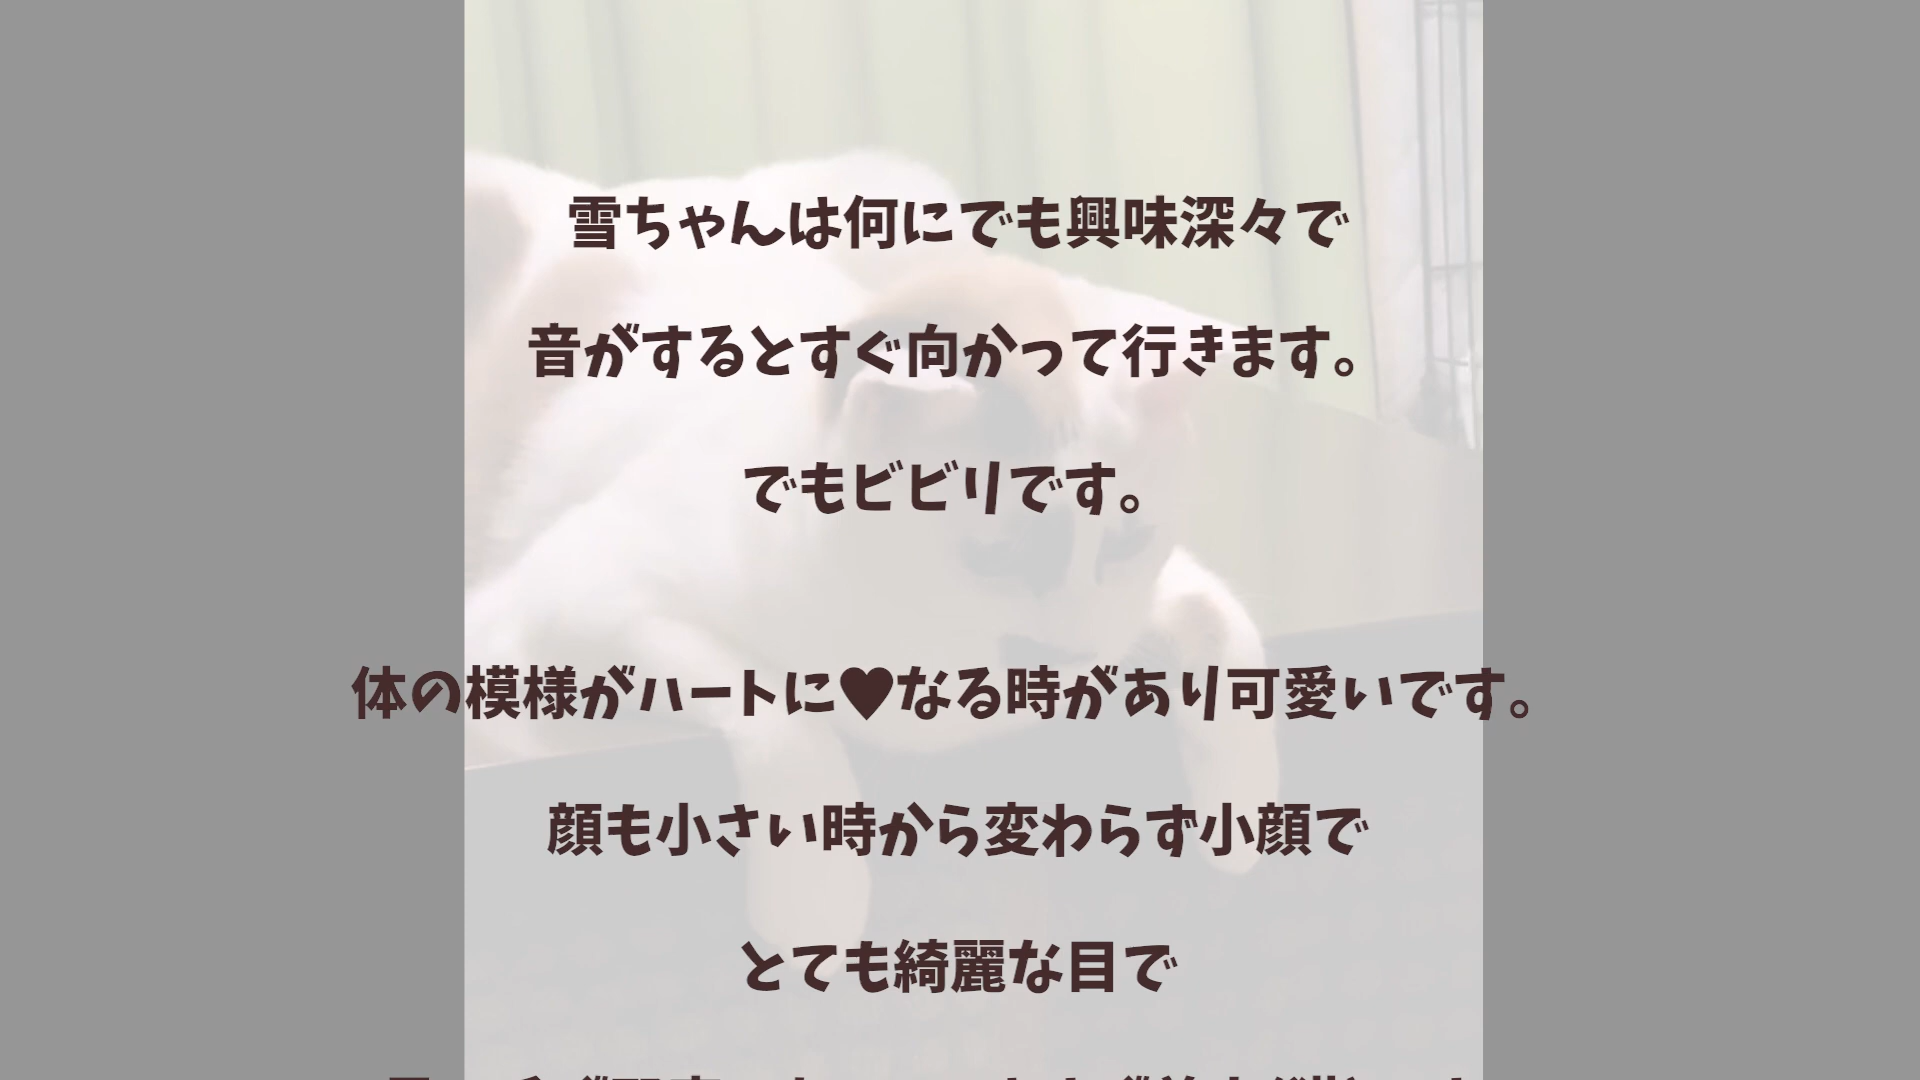 雪ちゃんは何にでも興味深々で
音がするとすぐ向かって行きます。
でもビビリです。
体の模様がハートに♥なる時があり可愛いです。
顔も小さい時から変わらず小顔で
とても綺麗な目で